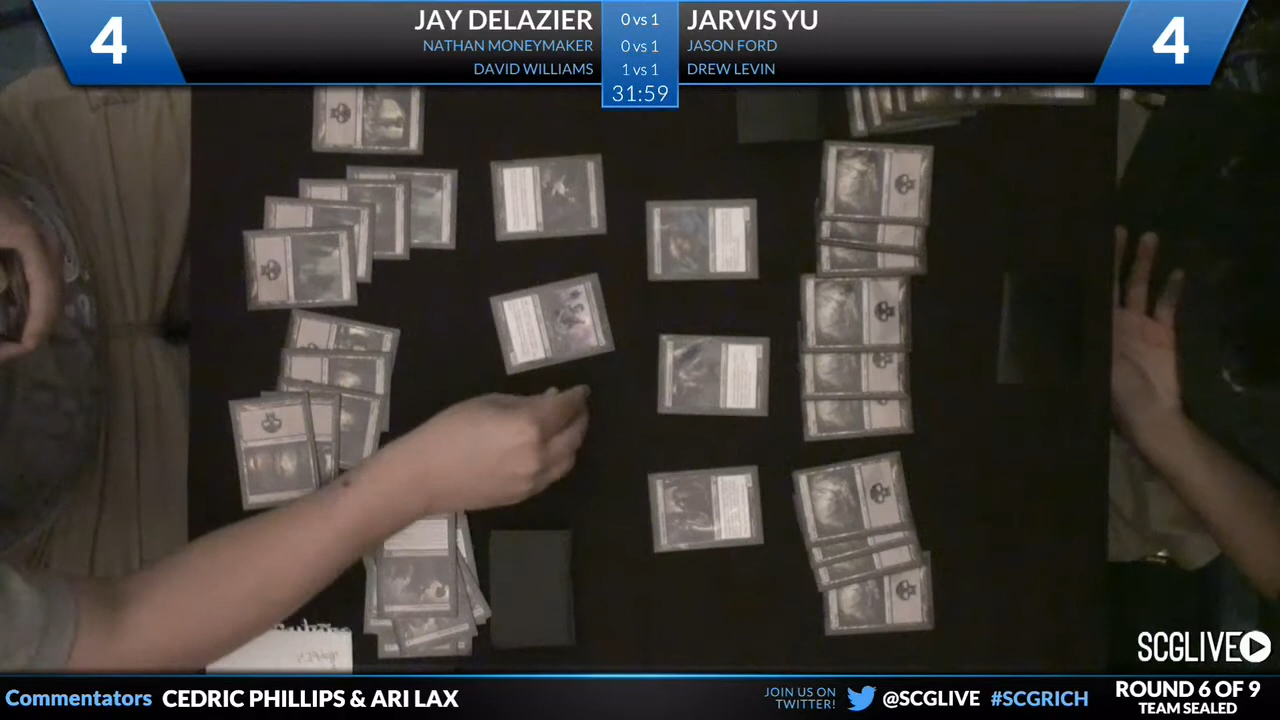 4
JAY DELAZIER
0 vs 1
JARVIS YU
4
NATHAN MONEYMAKER
0 vs 1
JASON FORD
DAVID WILLIAMS
1 vs 1
DREW LEVIN
31:59
SCGLIVE
Commentators CEDRIC PHILLIPS & ARI LAX
JOIN US ON
TWITTER!
@SCGLIVE #SCGRICH
ROUND 6 OF 9
TEAM SEALED